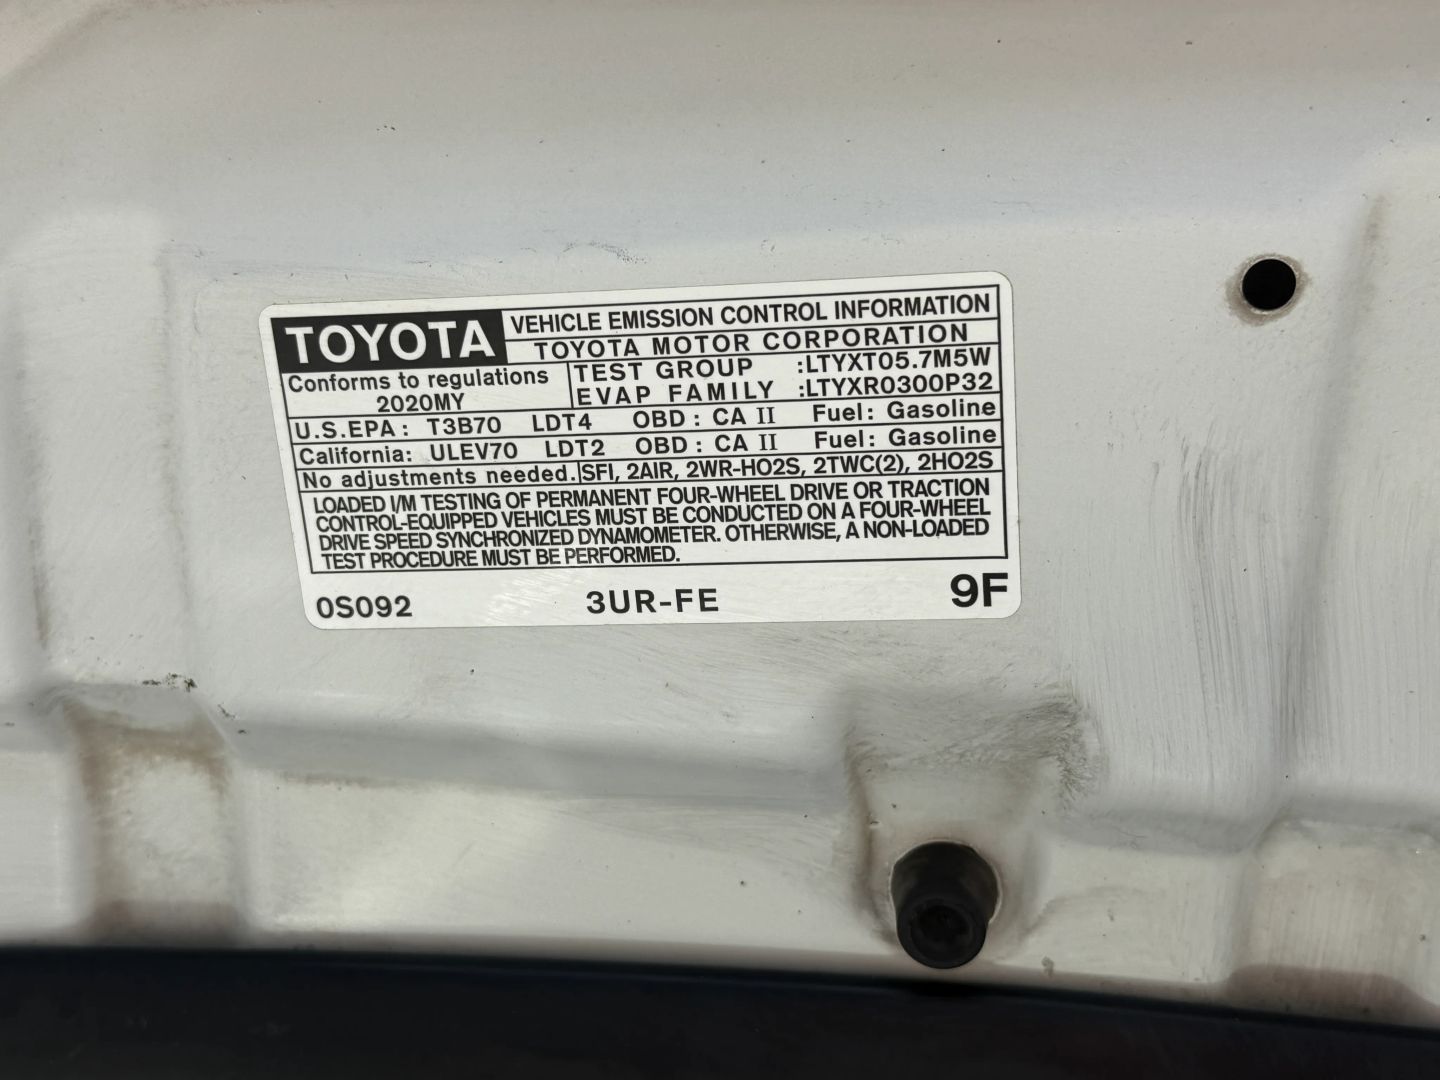 TOYOTA
VEHICLE EMISSION CONTROL INFORMATION
TOYOTA MOTOR CORPORATION
Conforms to regulations
2020MY
TEST GROUP :LTYXT05.7M5W
EVAP FAMILY :LTYXR0300P32
U.S.EPA: T3B70 LDT4 OBD: CA II Fuel: Gasoline
California: ULEV70 LDT2 OBD: CA II Fuel: Gasoline
No adjustments needed. SFI, 2AIR, 2WR-HO2S, 2TWC(2), 2HO2S
LOADED I/M TESTING OF PERMANENT FOUR-WHEEL DRIVE OR TRACTION
CONTROL-EQUIPPED VEHICLES MUST BE CONDUCTED ON A FOUR-WHEEL
DRIVE SPEED SYNCHRONIZED DYNAMOMETER. OTHERWISE, A NON-LOADED
TEST PROCEDURE MUST BE PERFORMED.
0S092 3UR-FE 9F